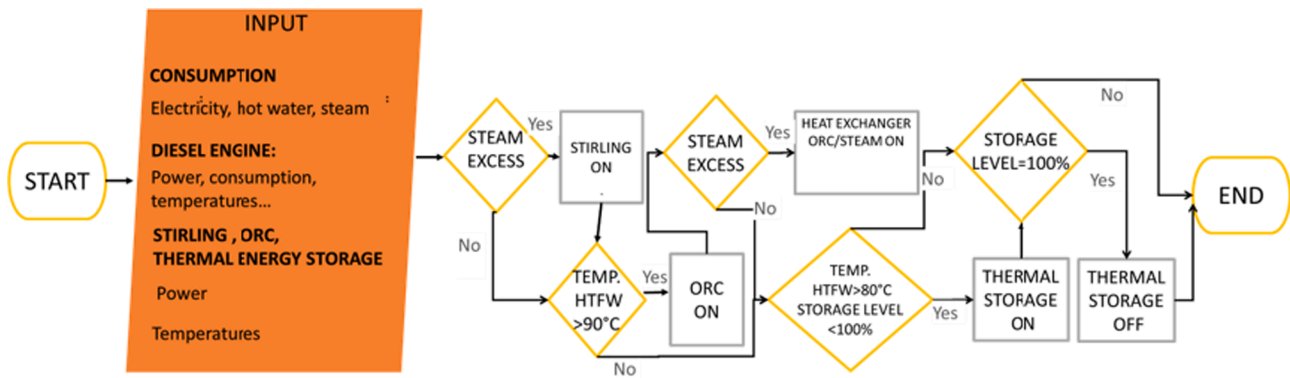 START
INPUT
CONSUMPTION
Electricity, hot water, steam :
DIESEL ENGINE:
Power, consumption,
temperatures...
STIRLING , ORC,
THERMAL ENERGY STORAGE
Power
Temperatures
STEAM
EXCESS
Yes
No
STIRLING
ON
TEMP.
HTFW
>90°C
Yes
No
ORC
ON
STEAM
EXCESS
Yes
No
HEAT EXCHANGER
ORC/STEAM ON
TEMP.
HTFW>80°C
STORAGE LEVEL
<100%
No
Yes
THERMAL
STORAGE
ON
STORAGE
LEVEL=100%
No
Yes
THERMAL
STORAGE
OFF
END